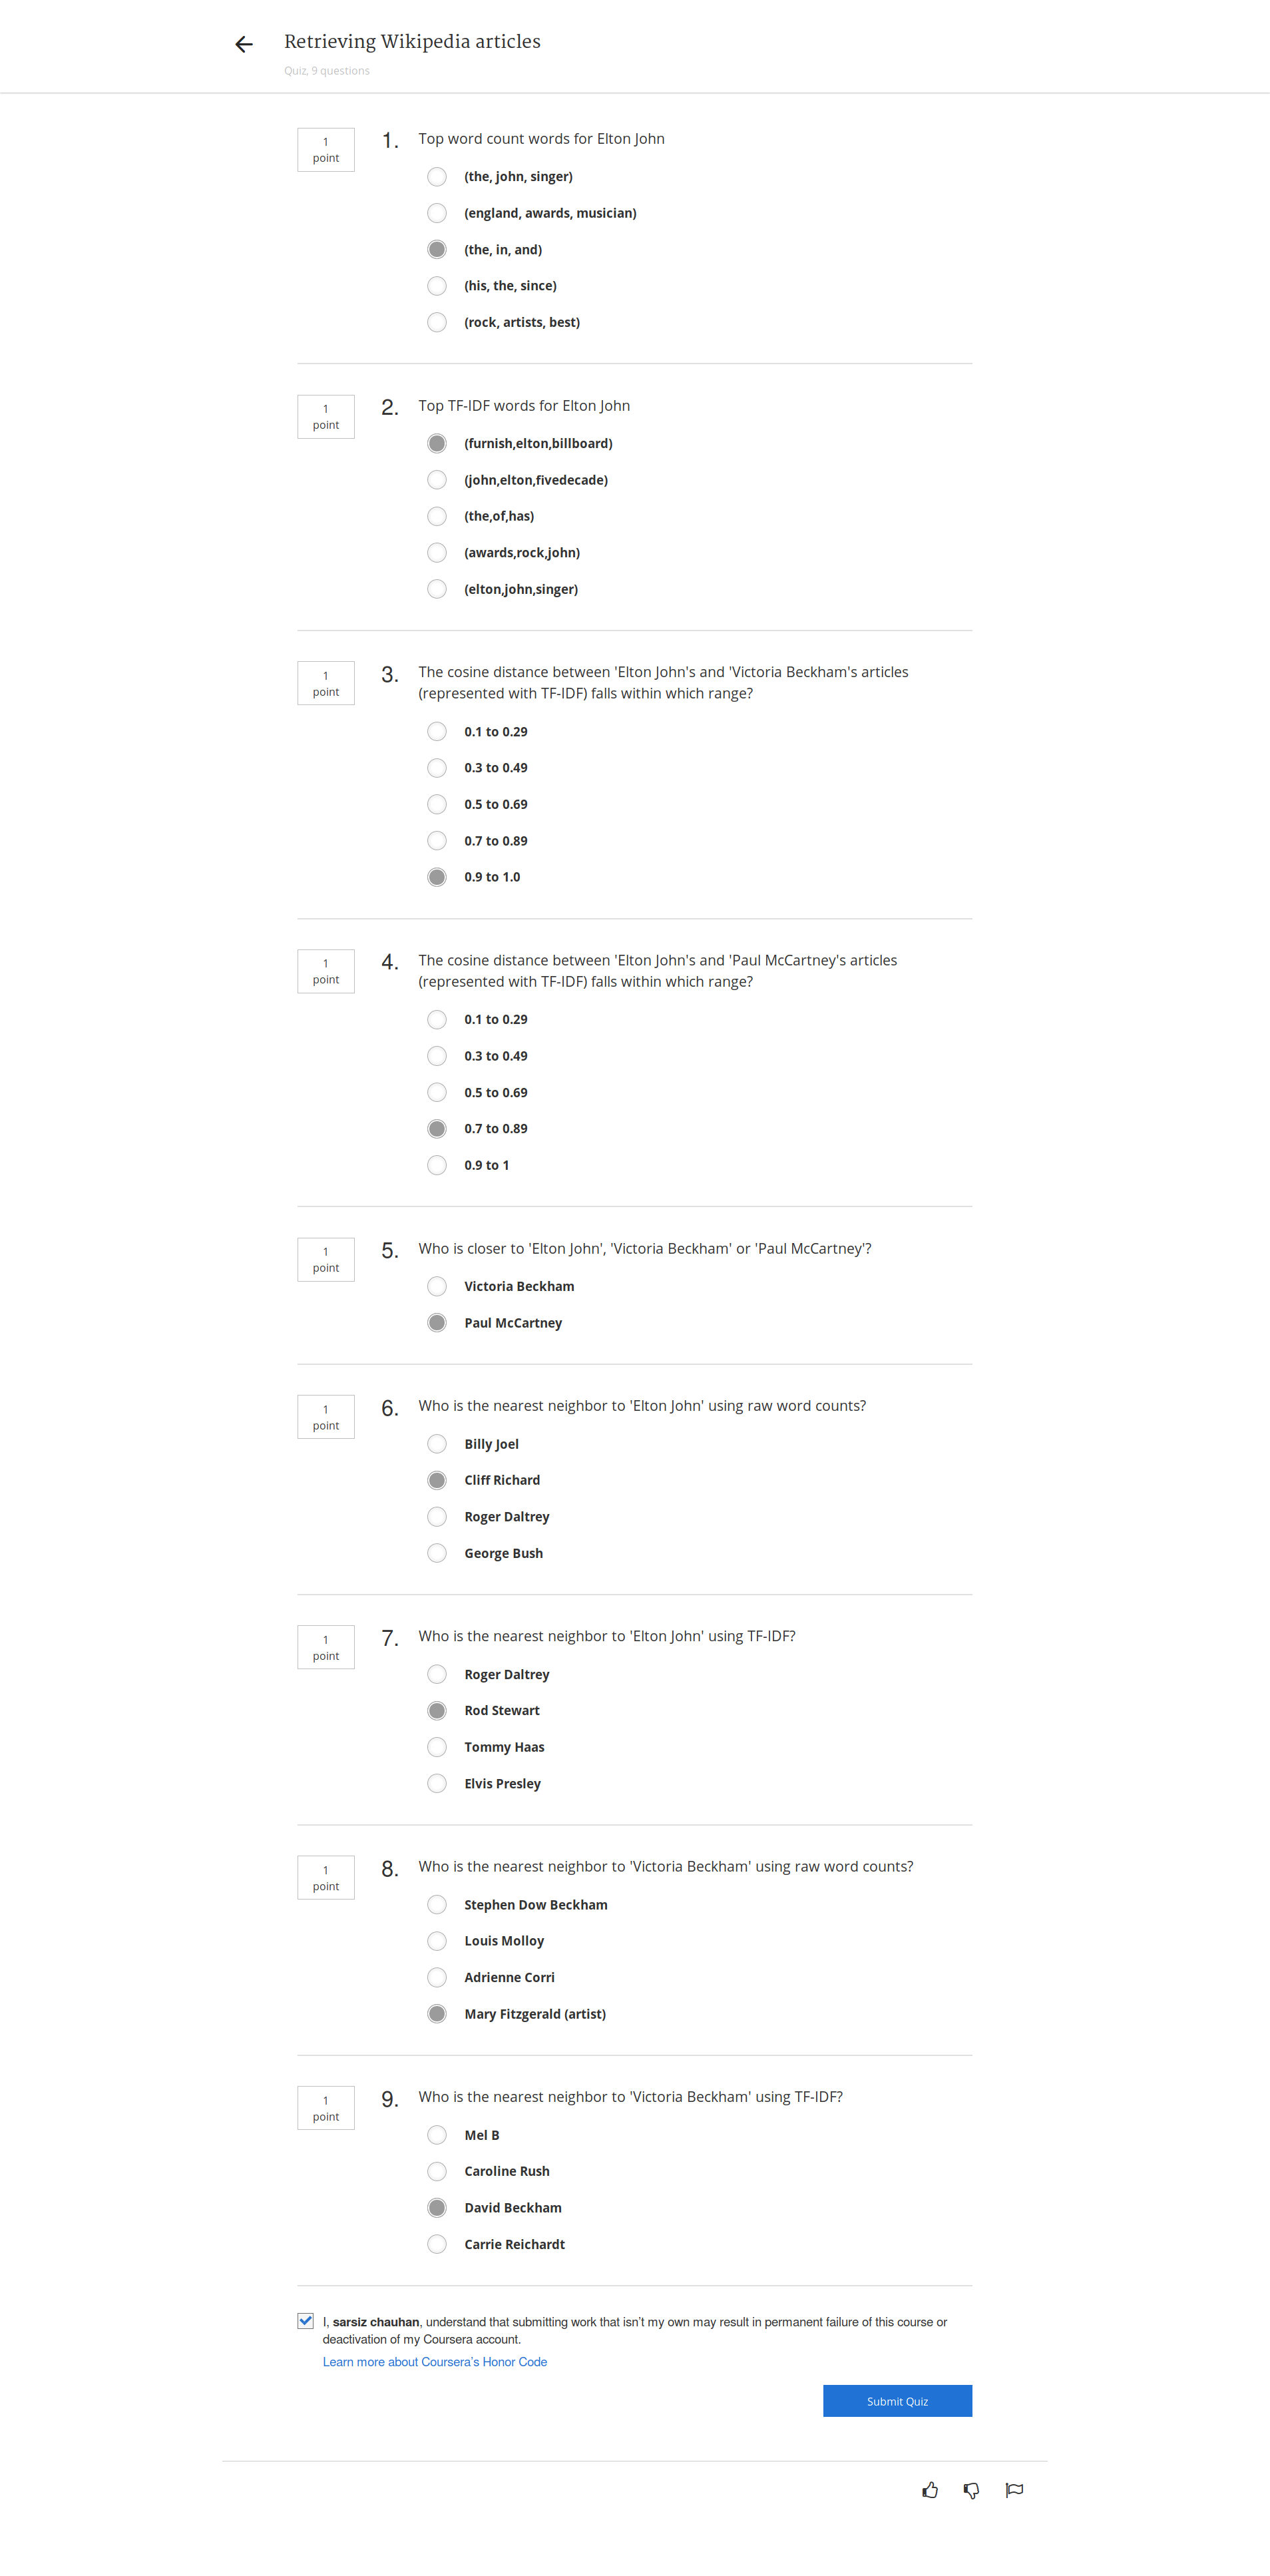 Retrieving Wikipedia articles
Quiz, 9 questions
1
point
1.
Top word count words for Elton John
(the, john, singer)
(england, awards, musician)
(the, in, and)
(his, the, since)
(rock, artists, best)
1
point
2.
Top TF-IDF words for Elton John
(furnish,elton,billboard)
(john,elton,fivedecade)
(the,of,has)
(awards,rock,john)
(elton,john,singer)
1
point
3.
The cosine distance between 'Elton John's and 'Victoria Beckham's articles
(represented with TF-IDF) falls within which range?
0.1 to 0.29
0.3 to 0.49
0.5 to 0.69
0.7 to 0.89
0.9 to 1.0
1
point
4.
The cosine distance between 'Elton John's and 'Paul McCartney's articles
(represented with TF-IDF) falls within which range?
0.1 to 0.29
0.3 to 0.49
0.5 to 0.69
0.7 to 0.89
0.9 to 1
1
point
5.
Who is closer to 'Elton John', 'Victoria Beckham' or 'Paul McCartney'?
Victoria Beckham
Paul McCartney
1
point
6.
Who is the nearest neighbor to 'Elton John' using raw word counts?
Billy Joel
Cliff Richard
Roger Daltrey
George Bush
1
point
7.
Who is the nearest neighbor to 'Elton John' using TF-IDF?
Roger Daltrey
Rod Stewart
Tommy Haas
Elvis Presley
1
point
8.
Who is the nearest neighbor to 'Victoria Beckham' using raw word counts?
Stephen Dow Beckham
Louis Molloy
Adrienne Corri
Mary Fitzgerald (artist)
1
point
9.
Who is the nearest neighbor to 'Victoria Beckham' using TF-IDF?
Mel B
Caroline Rush
David Beckham
Carrie Reichardt
I, sarsiz chauhan, understand that submitting work that isn't my own may result in permanent failure of this course or
deactivation of my Coursera account.
Learn more about Coursera's Honor Code
Submit Quiz